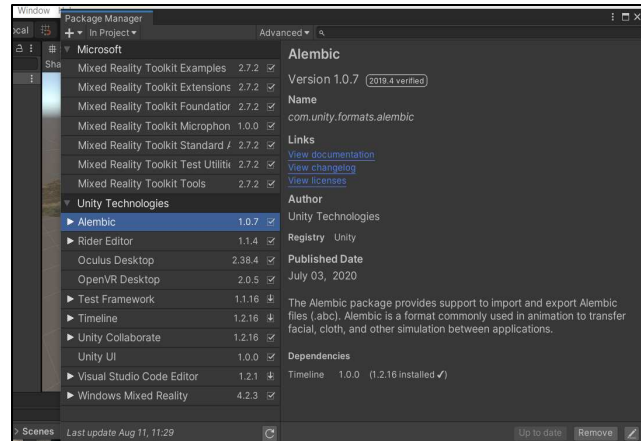 Window
Package Manager
In Project
Advanced
ocal
Sha
Microsoft
Mixed Reality Toolkit Examples 2.7.2
Mixed Reality Toolkit Extensions 2.7.2
Mixed Reality Toolkit Foundation 2.7.2
Mixed Reality Toolkit Microphon 1.0.0
Mixed Reality Toolkit Standard A 2.7.2
Mixed Reality Toolkit Test Utilitie 2.7.2
Mixed Reality Toolkit Tools 2.7.2
Unity Technologies
Alembic 1.0.7
Rider Editor 1.1.4
Oculus Desktop 2.38.4
OpenVR Desktop 2.0.5
Test Framework 1.1.16
Timeline 1.2.16
Unity Collaborate 1.2.16
Unity UI 1.0.0
Visual Studio Code Editor 1.2.1
Windows Mixed Reality 4.2.3
Scenes
Last update Aug 11, 11:29
Alembic
Version 1.0.7 2019.4 verified
Name
com.unity.formats.alembic
Links
View documentation
View changelog
View licenses
Author
Unity Technologies
Registry Unity
Published Date
July 03, 2020
The Alembic package provides support to import and export Alembic
files (.abc). Alembic is a format commonly used in animation to transfer
facial, cloth, and other simulation between applications.
Dependencies
Timeline 1.0.0 (1.2.16 installed ✓)
Up to date
Remove